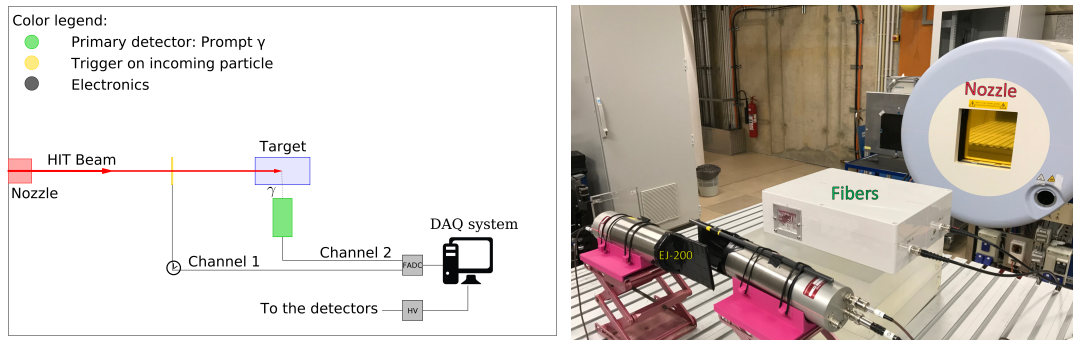 Color legend:
Primary detector: Prompt γ
Trigger on incoming particle
Electronics
HIT Beam
Target
Nozzle
γ
DAQ system
Channel 1
Channel 2
FADC
To the detectors
HV
Nozzle
Fibers
EJ-200